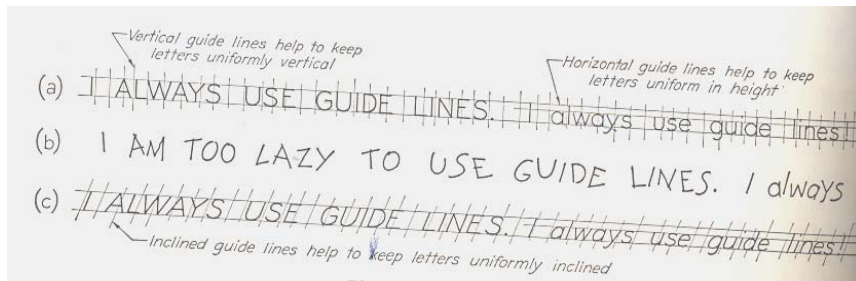 Vertical guide lines help to keep
letters uniformly vertical
Horizontal guide lines help to keep
letters uniform in height
(a) I ALWAYS USE GUIDE LINES. I always use guide lines!
(b) I AM TOO LAZY TO USE GUIDE LINES. I always
(c) I ALWAYS USE GUIDE LINES. I always use guide lines!
Inclined guide lines help to keep letters uniformly inclined